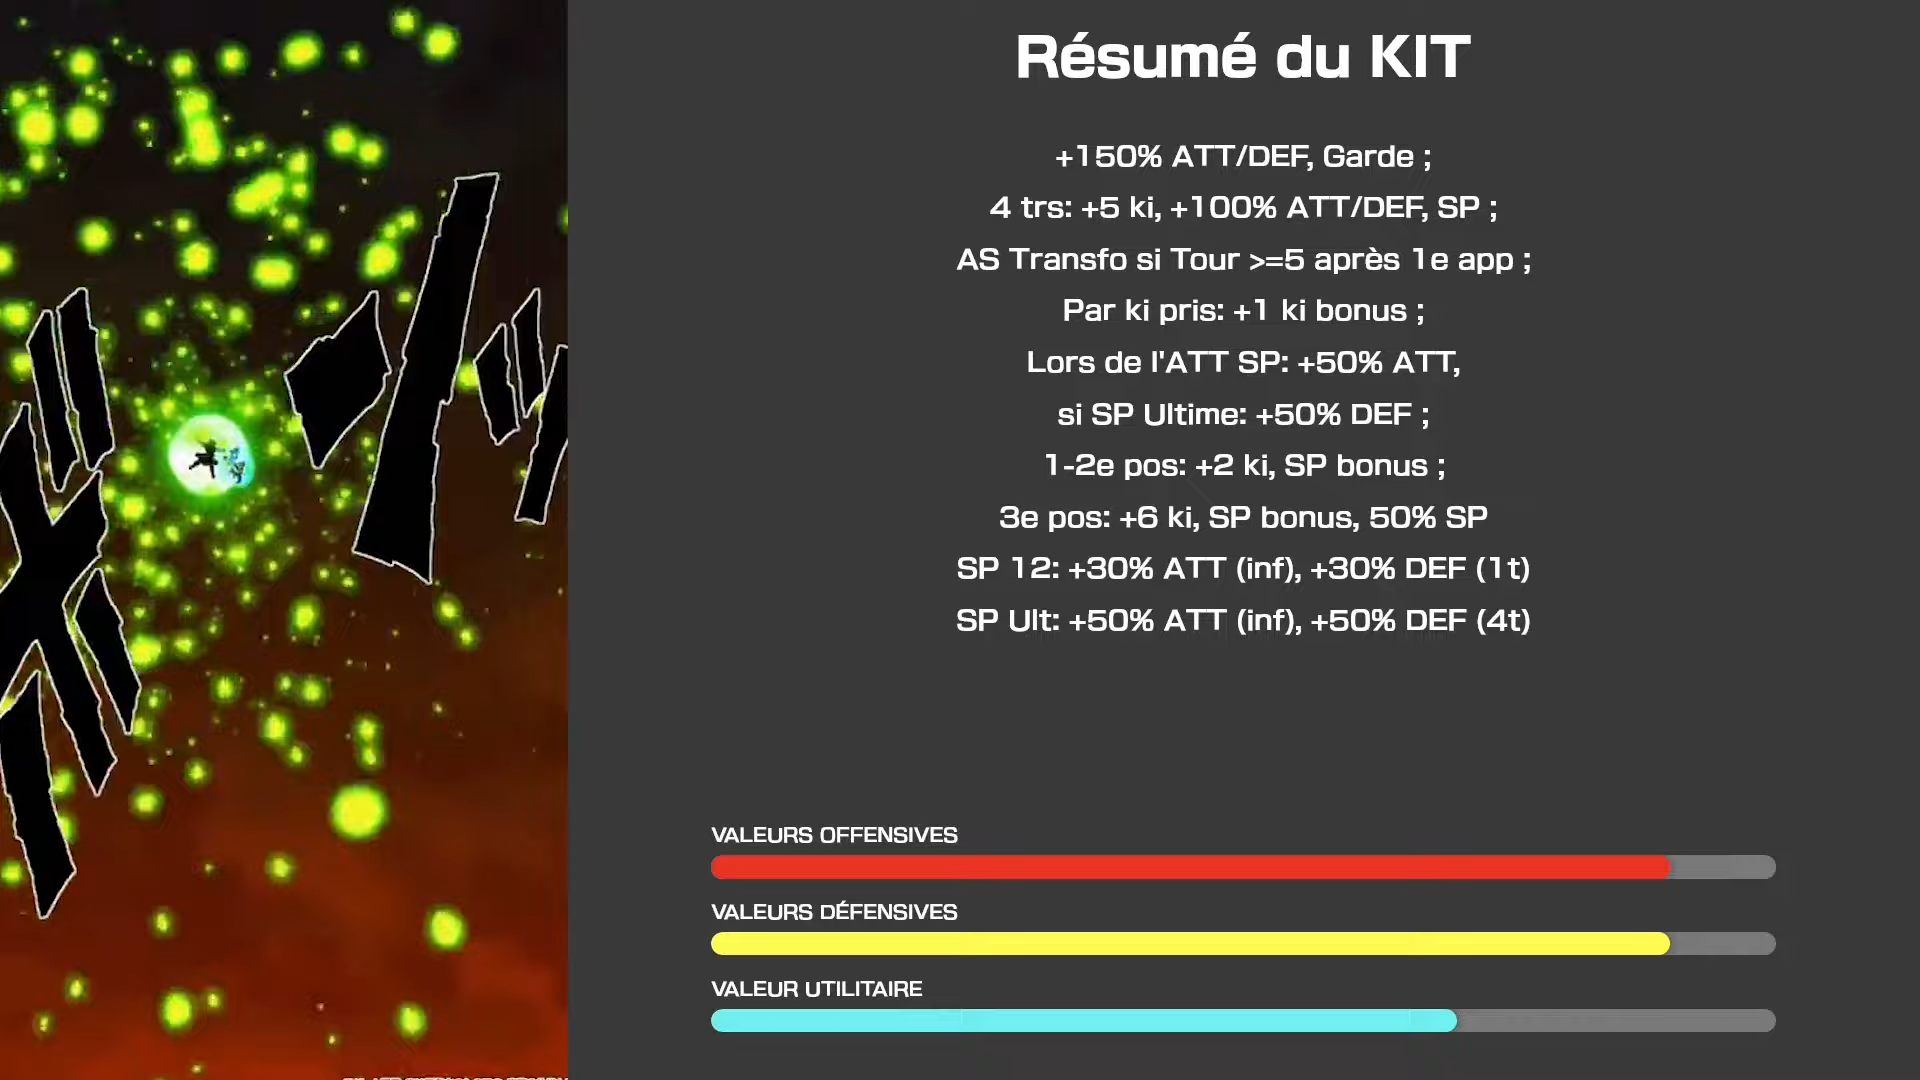 Résumé du KIT
+150% ATT/DEF, Garde ;
4 trs: +5 ki, +100% ATT/DEF, SP ;
AS Transfo si Tour >=5 après 1e app ;
Par ki pris: +1 ki bonus ;
Lors de l'ATT SP: +50% ATT,
si SP Ultime: +50% DEF ;
1-2e pos: +2 ki, SP bonus ;
3e pos: +6 ki, SP bonus, 50% SP
SP 12: +30% ATT (inf), +30% DEF (1t)
SP Ult: +50% ATT (inf), +50% DEF (4t)
VALEURS OFFENSIVES
VALEURS DÉFENSIVES
VALEUR UTILITAIRE